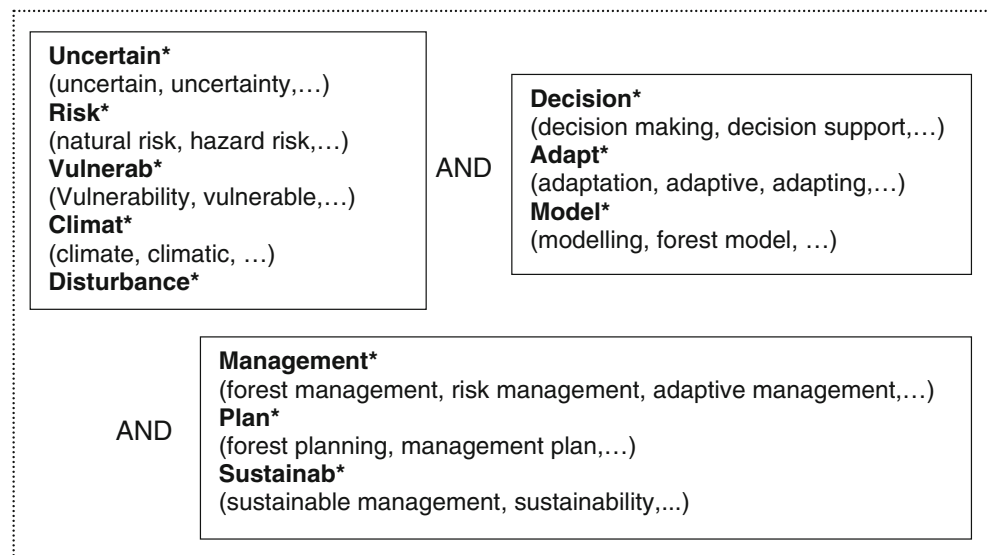 Uncertain*
(uncertain, uncertainty,…)
Risk*
(natural risk, hazard risk,…)
Vulnerab*
(Vulnerability, vulnerable,…)
Climat*
(climate, climatic, …)
Disturbance*
AND
Decision*
(decision making, decision support,…)
Adapt*
(adaptation, adaptive, adapting,…)
Model*
(modelling, forest model, …)
AND
Management*
(forest management, risk management, adaptive management,…)
Plan*
(forest planning, management plan,…)
Sustainab*
(sustainable management, sustainability,...)